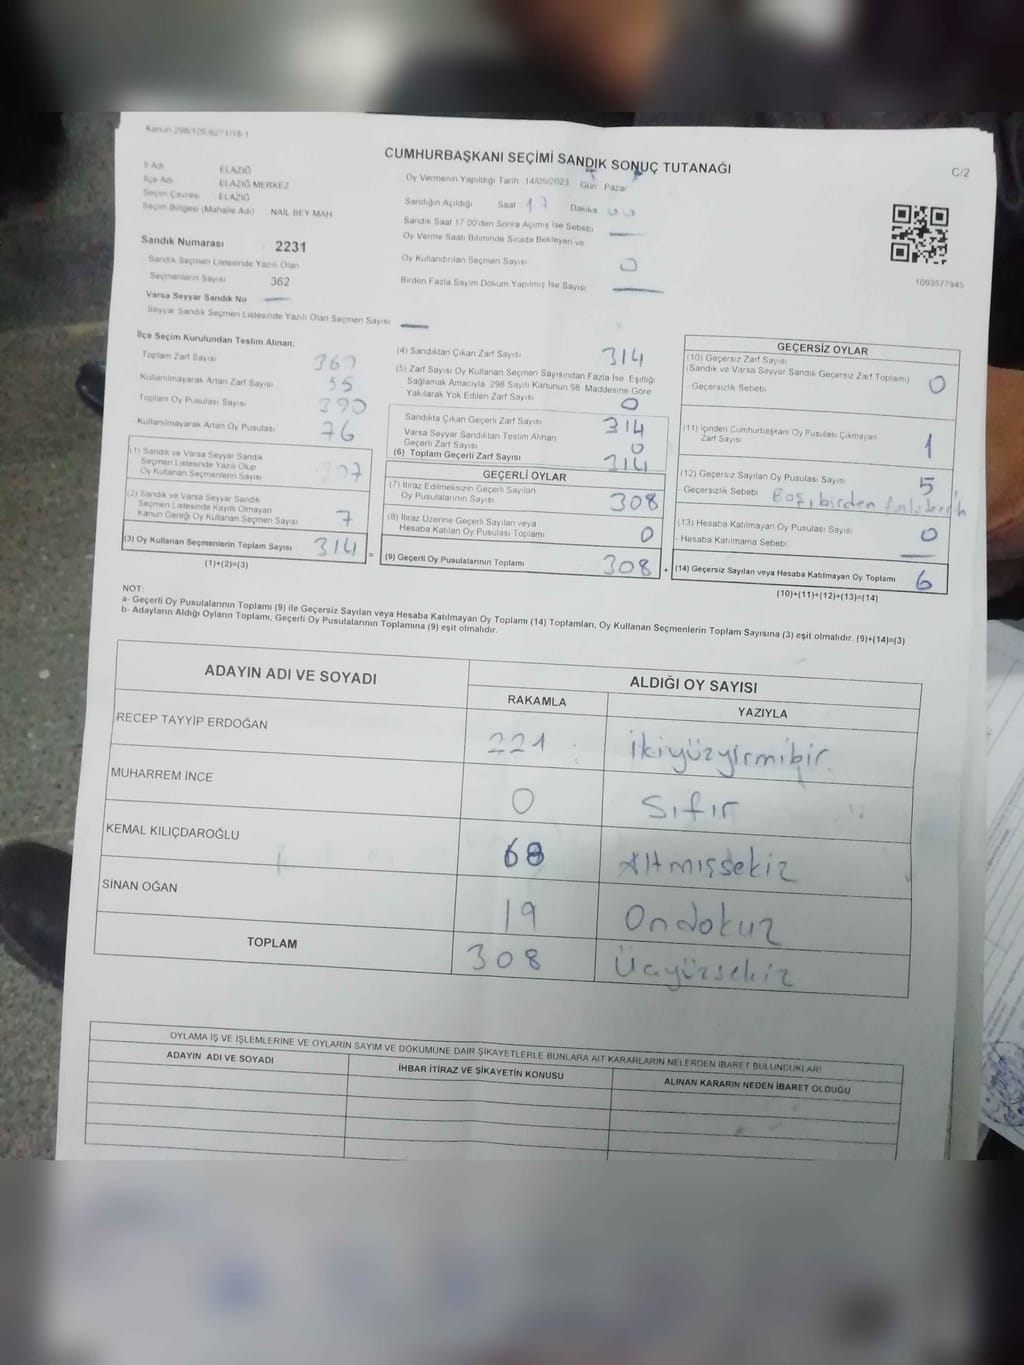 Kanun 298/105;6271/18-1
CUMHURBAŞKANI SEÇİMİ SANDIK SONUÇ TUTANAĞI
C/2
İl Adı ELAZIĞ
İlçe Adı ELAZIĞ MERKEZ
Seçim Çevresi ELAZIĞ
Seçim Bölgesi (Mahalle Adı) NAİL BEY MAH
Sandık Numarası 2231
Sandık Seçmen Listesinde Yazılı Olan
Seçmenlerin Sayısı 362
Varsa Seyyar Sandık No
Seyyar Sandık Seçmen Listesinde Yazılı Olan Seçmen Sayısı
Oy Vermenin Yapıldığı Tarih 14/05/2023 Gün Pazar
Sandığın Açıldığı Saat 17 Dakika 00
Sandık Saat 17:00'den Sonra Açımış İse Sebebi
Oy Verme Saati Bitiminde Sırada Bekleyen ve
Oy Kullandırılan Seçmen Sayısı 0
Birden Fazla Sayım Döküm Yapılmış İse Sayısı
1093577945
İlçe Seçim Kurulundan Teslim Alınan;
Toplam Zarf Sayısı
Kullanılmayarak Artan Zarf Sayısı
Toplam Oy Pusulası Sayısı 390
Kullanılmayarak Artan Oy Pusulası 76
(1) Sandık ve Varsa Seyyar Sandık
Seçmen Listesinde Yazılı Olup
Oy Kullanan Seçmenlerin Sayısı 307
(2) Sandık ve Varsa Seyyar Sandık
Seçmen Listesinde Kayıtlı Olmayan
Kanun Gereği Oy Kullanan Seçmen Sayısı 7
(3) Oy Kullanan Seçmenlerin Toplam Sayısı 314 =
(1)+(2)=(3)
(4) Sandıktan Çıkan Zarf Sayısı 314
(5) Zarf Sayısı Oy Kullanan Seçmen Sayısından Fazla İse, Eşitliği
Sağlamak Amacıyla, 298 Sayılı Kanunun 98. Maddesine Göre
Yakılarak Yok Edilen Zarf Sayısı 0
Sandıkta Çıkan Geçerli Zarf Sayısı 314
Varsa Seyyar Sandıktan Teslim Alınan
Geçerli Zarf Sayısı 0
(6) Toplam Geçerli Zarf Sayısı 314
GEÇERLİ OYLAR
(7) İtiraz Edilmeksizin Geçerli Sayılan
Oy Pusulalarının Sayısı 308
(8) İtiraz Üzerine Geçerli Sayılan veya
Hesaba Katılan Oy Pusulası Toplamı 0
(9) Geçerli Oy Pusulalarının Toplamı 308 +
GEÇERSİZ OYLAR
(10) Geçersiz Zarf Sayısı
(Sandık ve Varsa Seyyar Sandık Geçersiz Zarf Toplamı) 0
- Geçersizlik Sebebi
(11) İçinden Cumhurbaşkanı Oy Pusulası Çıkmayan
Zarf Sayısı 1
(12) Geçersiz Sayılan Oy Pusulası Sayısı 5
- Geçersizlik Sebebi Boş, birden
(13) Hesaba Katılmayan Oy Pusulası Sayısı 0
- Hesaba Katılmama Sebebi
(14) Geçersiz Sayılan veya Hesaba Katılmayan Oy Toplamı 6
(10)+(11)+(12)+(13)=(14)
NOT:
a- Geçerli Oy Pusulalarının Toplamı (9) ile Geçersiz Sayılan veya Hesaba Katılmayan Oy Toplamı (14) Toplamları, Oy Kullanan Seçmenlerin Toplam Sayısına (3) eşit olmalıdır. (9)+(14)=(3)
b- Adayların Aldığı Oyların Toplamı, Geçerli Oy Pusulalarının Toplamına (9) eşit olmalıdır.
ADAYIN ADI VE SOYADI
ALDIĞI OY SAYISI
RAKAMLA YAZIYLA
RECEP TAYYİP ERDOĞAN 221 ikiyüzyirmibir.
MUHARREM İNCE 0 Sıfır
KEMAL KILIÇDAROĞLU 68 Altmışsekiz
SİNAN OĞAN 19 Ondokuz
TOPLAM 308 Üçyüzsekiz
OYLAMA İŞ VE İŞLEMLERİNE VE OYLARIN SAYIM VE DÖKÜMÜNE DAİR ŞİKAYETLERLE BUNLARA AİT KARARLARIN NELERDEN İBARET BULUNDUKLARI
ADAYIN ADI VE SOYADI
İHBAR İTİRAZ VE ŞİKAYETİN KONUSU
ALINAN KARARIN NEDEN İBARET OLDUĞU